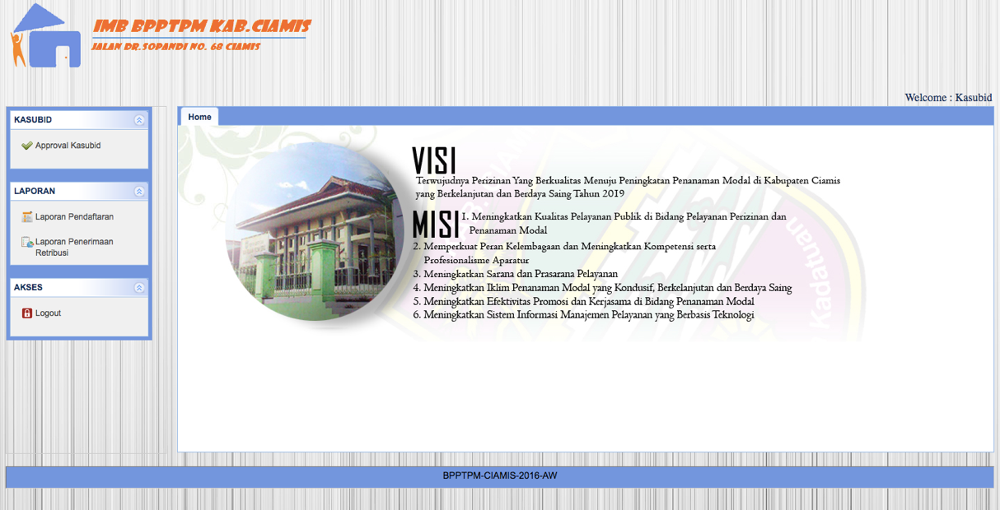 IMB BPPTPM KAB.CIAMIS
JALAN DR.SOPANDI NO. 68 CIAMIS
Welcome : Kasubid
KASUBID
Approval Kasubid
LAPORAN
Laporan Pendaftaran
Laporan Penerimaan
Retribusi
AKSES
Logout
Home
VISI
Terwujudnya Perizinan Yang Berkualitas Menuju Peningkatan Penanaman Modal di Kabupaten Ciamis
yang Berkelanjutan dan Berdaya Saing Tahun 2019
MISI
1. Meningkatkan Kualitas Pelayanan Publik di Bidang Pelayanan Perizinan dan
Penanaman Modal
2. Memperkuat Peran Kelembagaan dan Meningkatkan Kompetensi serta
Profesionalisme Aparatur
3. Meningkatkan Sarana dan Prasarana Pelayanan
4. Meningkatkan Iklim Penanaman Modal yang Kondusif, Berkelanjutan dan Berdaya Saing
5. Meningkatkan Efektivitas Promosi dan Kerjasama di Bidang Penanaman Modal
6. Meningkatkan Sistem Informasi Manajemen Pelayanan yang Berbasis Teknologi
BPPTPM-CIAMIS-2016-AW